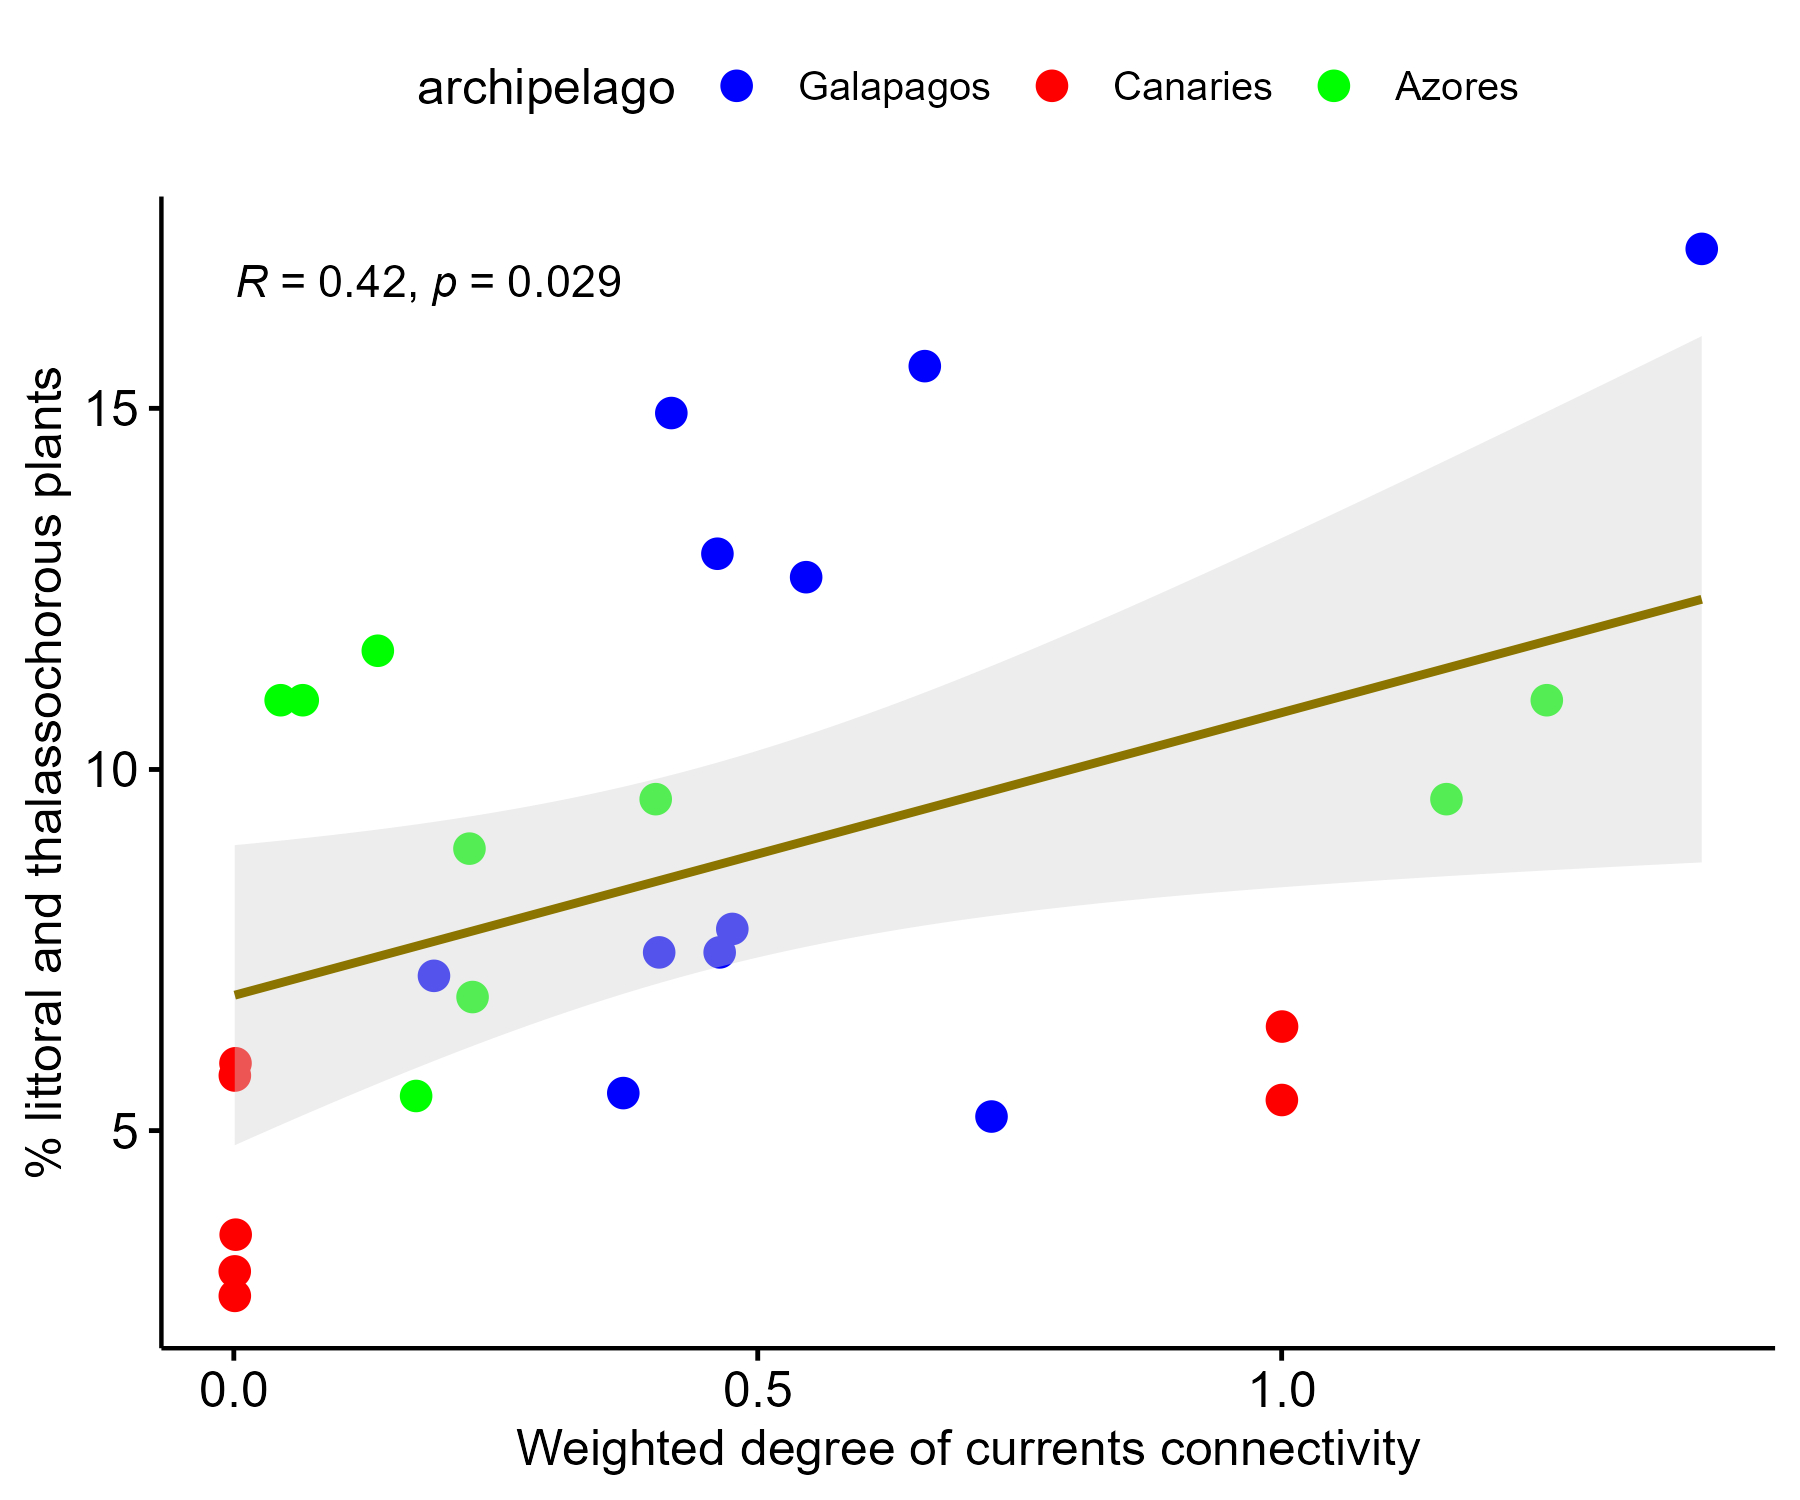 archipelago Galapagos Canaries Azores
R = 0.42, p = 0.029
% littoral and thalassochorous plants
15
10
5
0.0 0.5 1.0
Weighted degree of currents connectivity